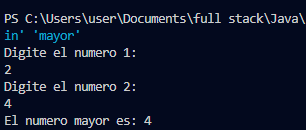 PS C:\Users\user\Documents\full stack\Java\
in' 'mayor'
Digite el numero 1:
2
Digite el numero 2:
4
El numero mayor es: 4